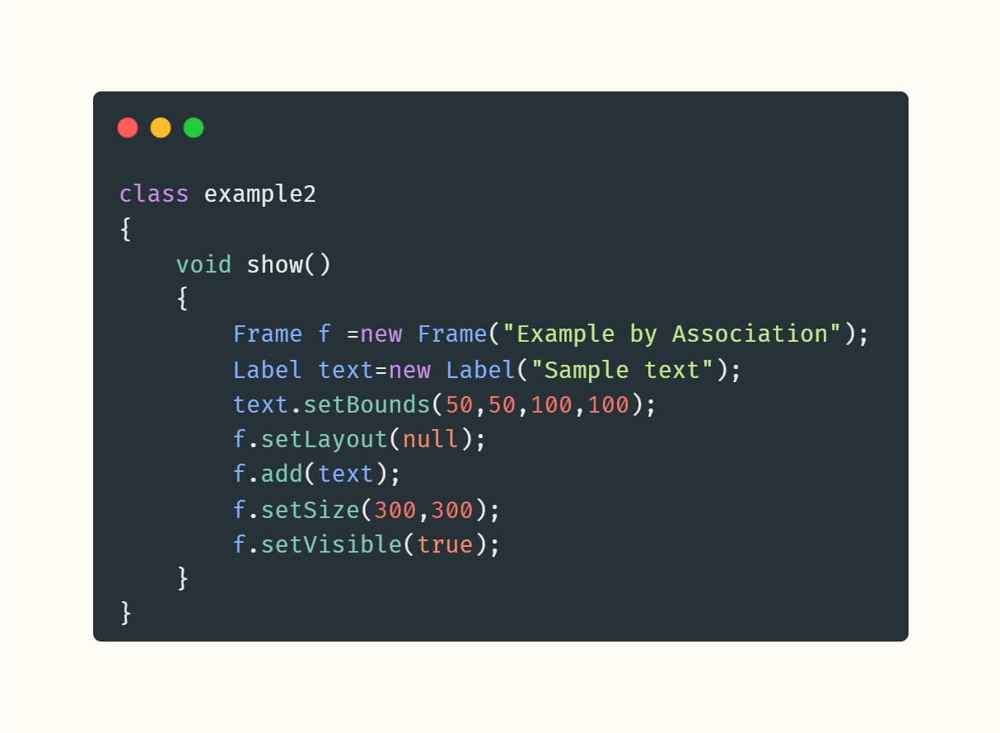 class example2
{
    void show()
    {
        Frame f =new Frame("Example by Association");
        Label text=new Label("Sample text");
        text.setBounds(50,50,100,100);
        f.setLayout(null);
        f.add(text);
        f.setSize(300,300);
        f.setVisible(true);
    }
}